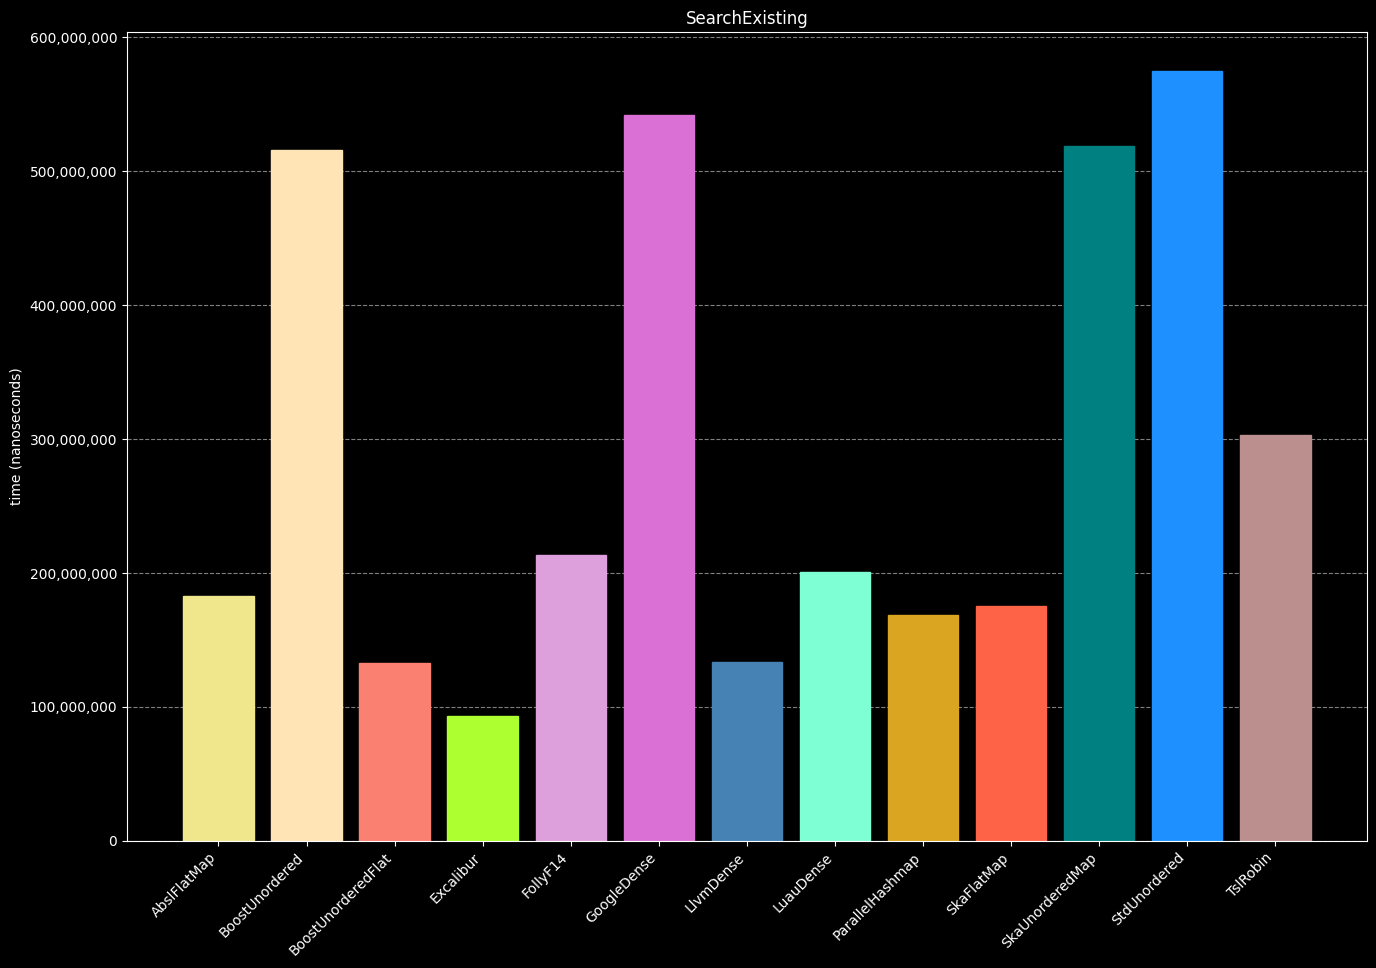 SearchExisting
600,000,000
500,000,000
400,000,000
300,000,000
200,000,000
100,000,000
0
time (nanoseconds)
AbslFlatMap
BoostUnordered
BoostUnorderedFlat
Excalibur
FollyF14
GoogleDense
LlvmDense
LuauDense
ParallelHashmap
SkaFlatMap
SkaUnorderedMap
StdUnordered
TslRobin